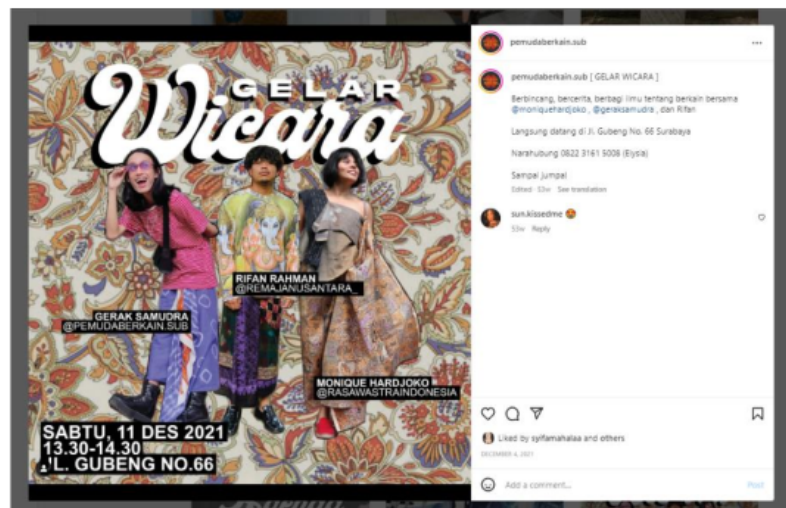 GELAR
Wicara
RIFAN RAHMAN
@REMAJANUSANTARA_
GERAK SAMUDRA
@PEMUDABERKAIN.SUB
MONIQUE HARDJOKO
@RASAWASTRAINDONESIA
SABTU, 11 DES 2021
13.30-14.30
JL. GUBENG NO.66
pemudaberkain.sub
pemudaberkain.sub [ GELAR WICARA ]
Berbincang, bercerita, berbagi ilmu tentang berkain bersama
@moniquehardjoko , @geraksamudra , dan Rifan
Langsung datang di Jl. Gubeng No. 66 Surabaya
Narahubung 0822 3161 5008 (Elysia)
Sampai jumpa!
Edited · 53w See translation
sun.kissedme 😍
53w Reply
Liked by syifamahalaa and others
DECEMBER 4, 2021
Add a comment...
Post